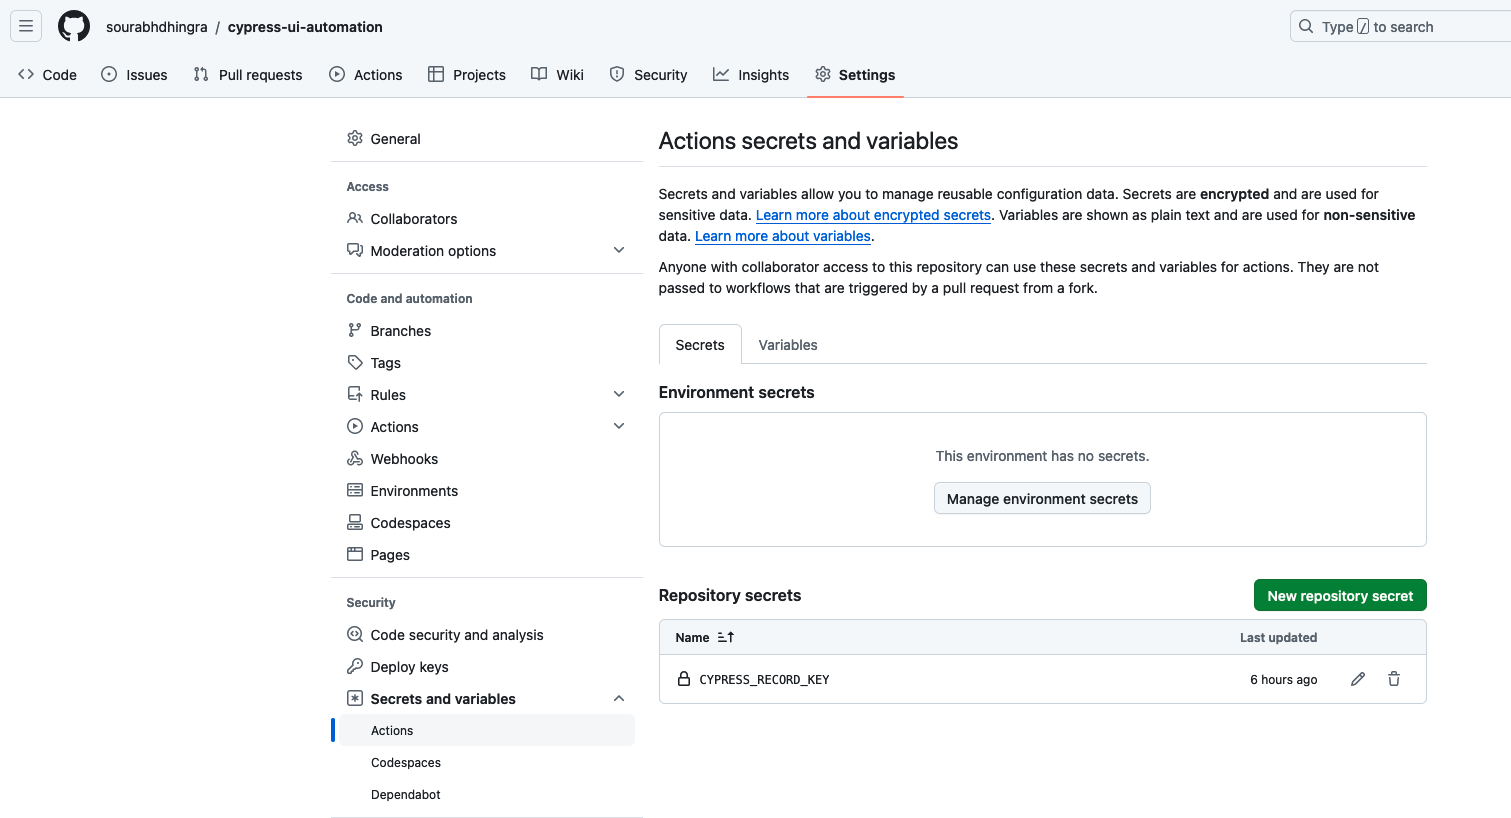 sourabhdhingra / cypress-ui-automation
Type / to search
Code Issues Pull requests Actions Projects Wiki Security Insights Settings
General
Access
Collaborators
Moderation options
Code and automation
Branches
Tags
Rules
Actions
Webhooks
Environments
Codespaces
Pages
Security
Code security and analysis
Deploy keys
Secrets and variables
Actions
Codespaces
Dependabot
Actions secrets and variables
Secrets and variables allow you to manage reusable configuration data. Secrets are encrypted and are used for
sensitive data. Learn more about encrypted secrets. Variables are shown as plain text and are used for non-sensitive
data. Learn more about variables.
Anyone with collaborator access to this repository can use these secrets and variables for actions. They are not
passed to workflows that are triggered by a pull request from a fork.
Secrets Variables
Environment secrets
This environment has no secrets.
Manage environment secrets
Repository secrets
New repository secret
Name Last updated
CYPRESS_RECORD_KEY 6 hours ago